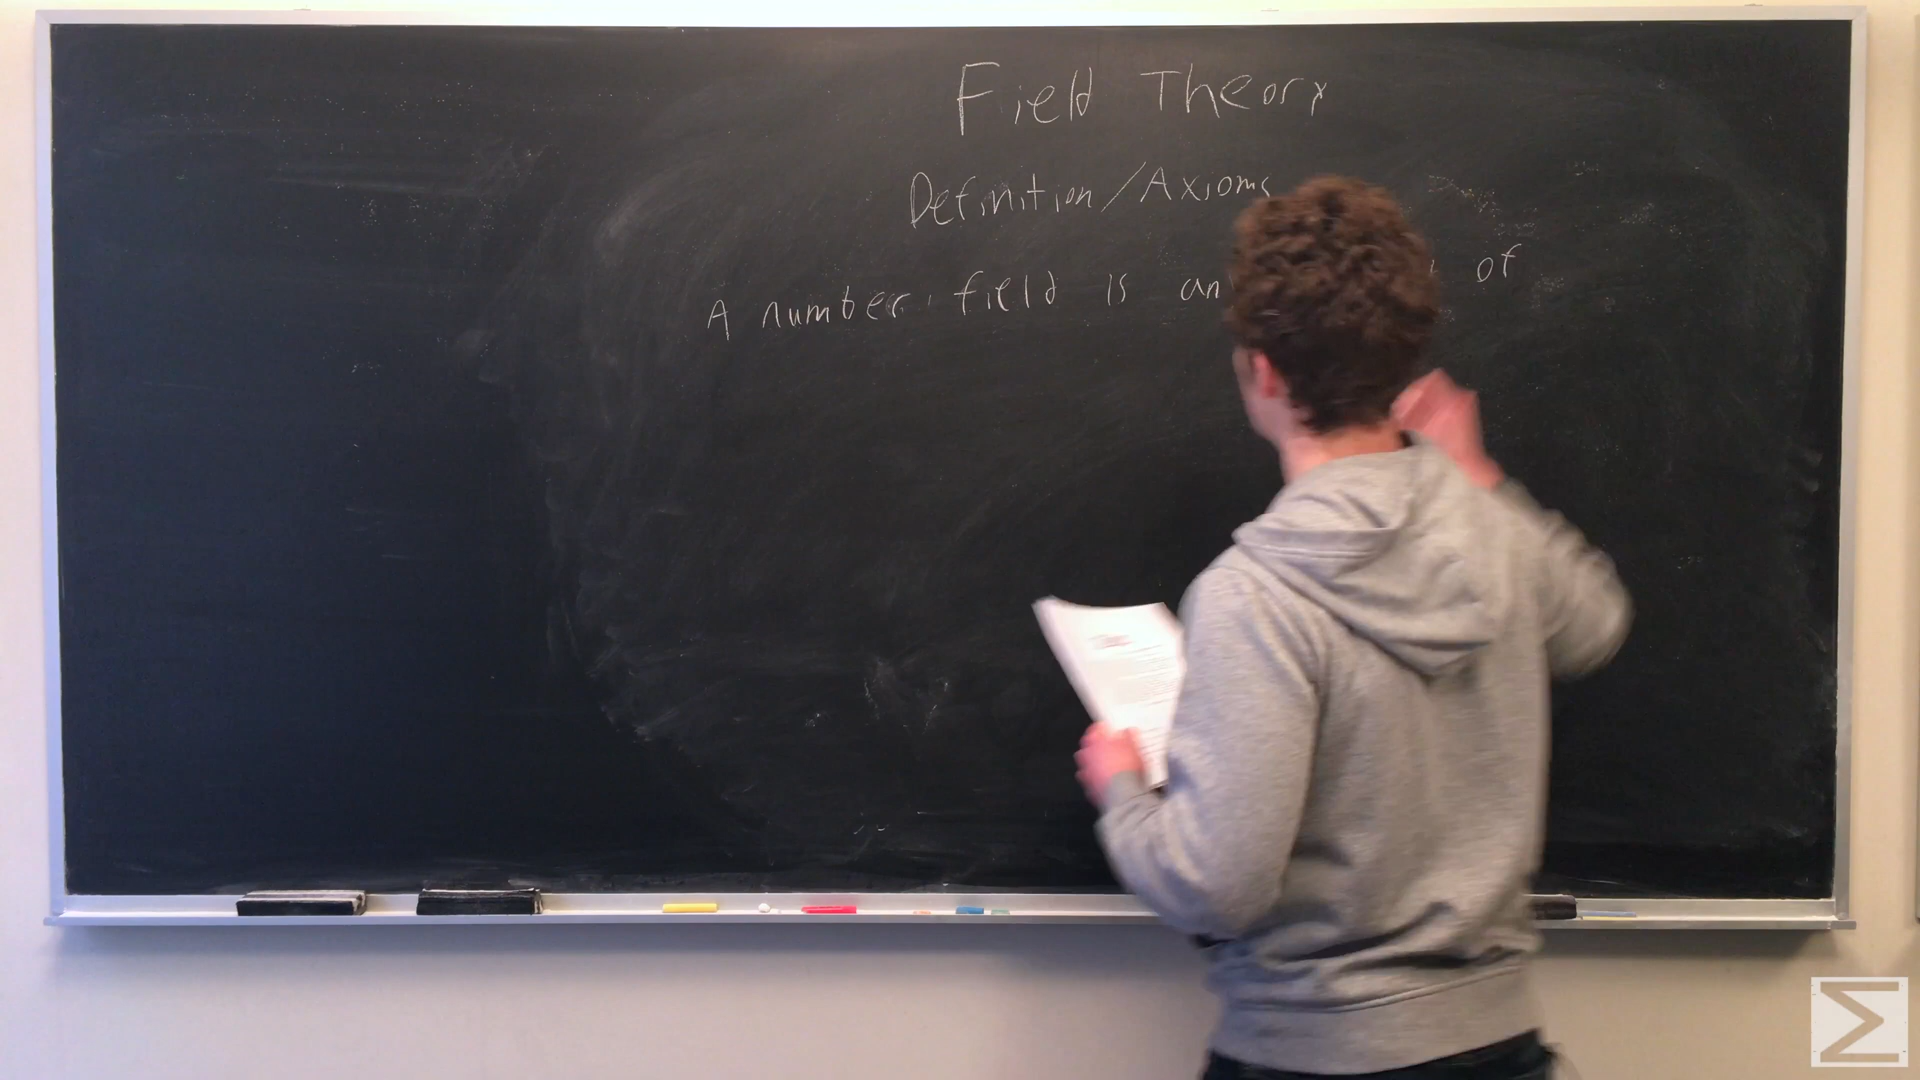 Field Theory
Definition/Axioms
A number field is an of